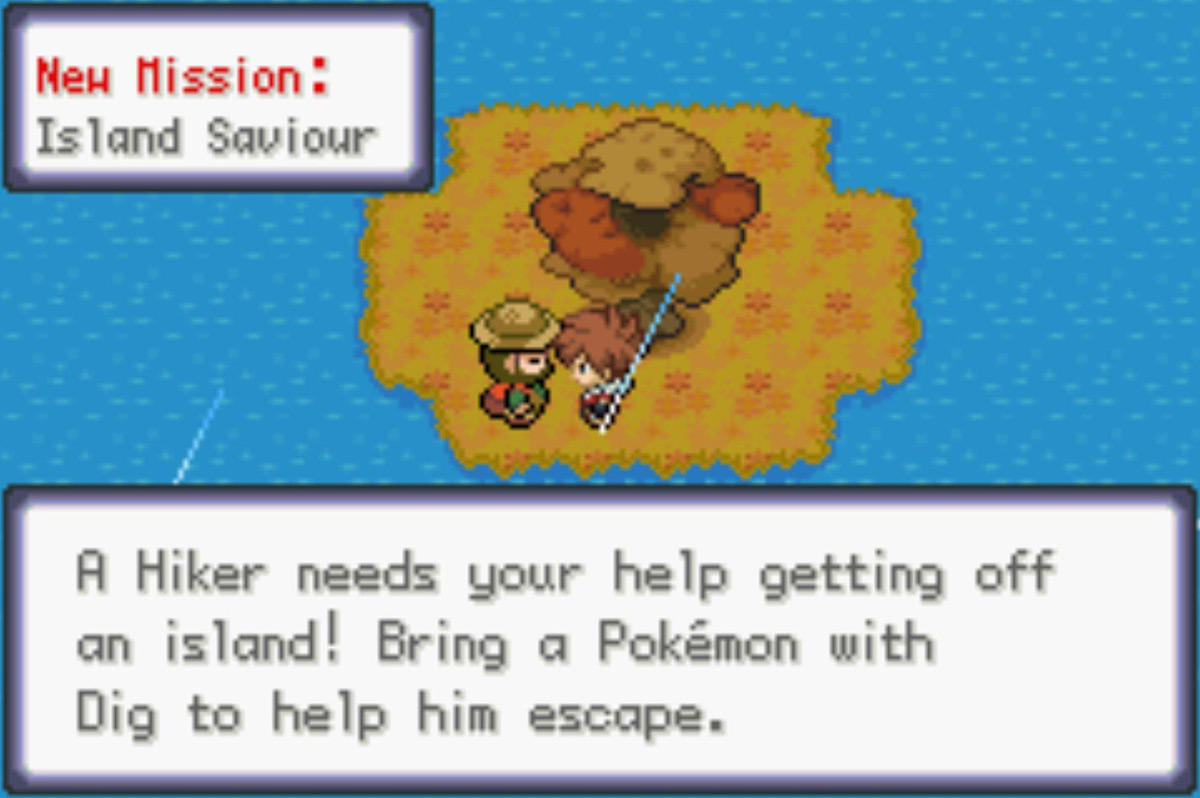 New Mission:
Island Saviour
A Hiker needs your help getting off
an island! Bring a Pokémon with
Dig to help him escape.